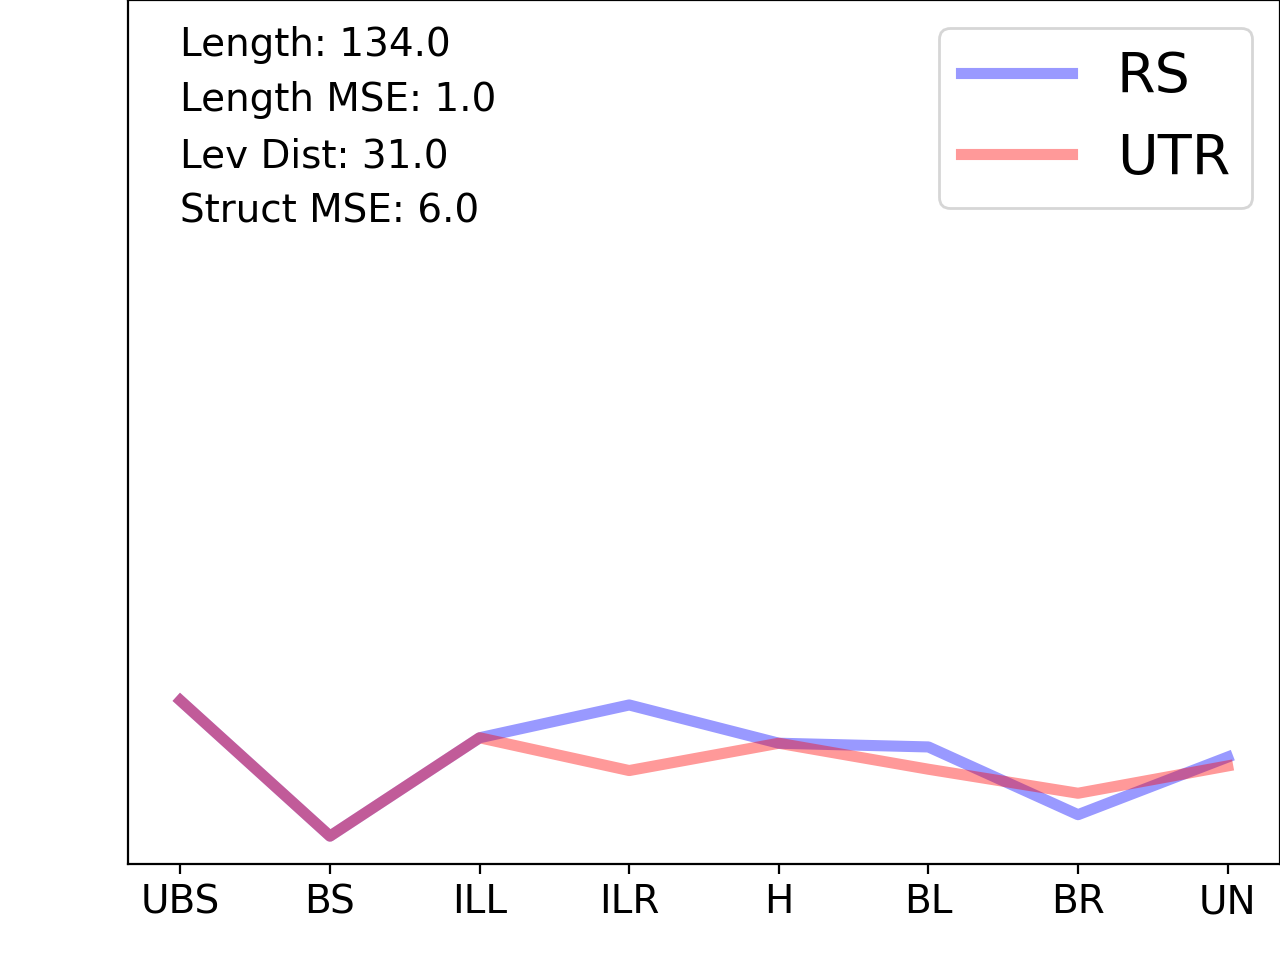 Length: 134.0
Length MSE: 1.0
Lev Dist: 31.0
Struct MSE: 6.0
RS
UTR
UBS BS ILL ILR H BL BR UN